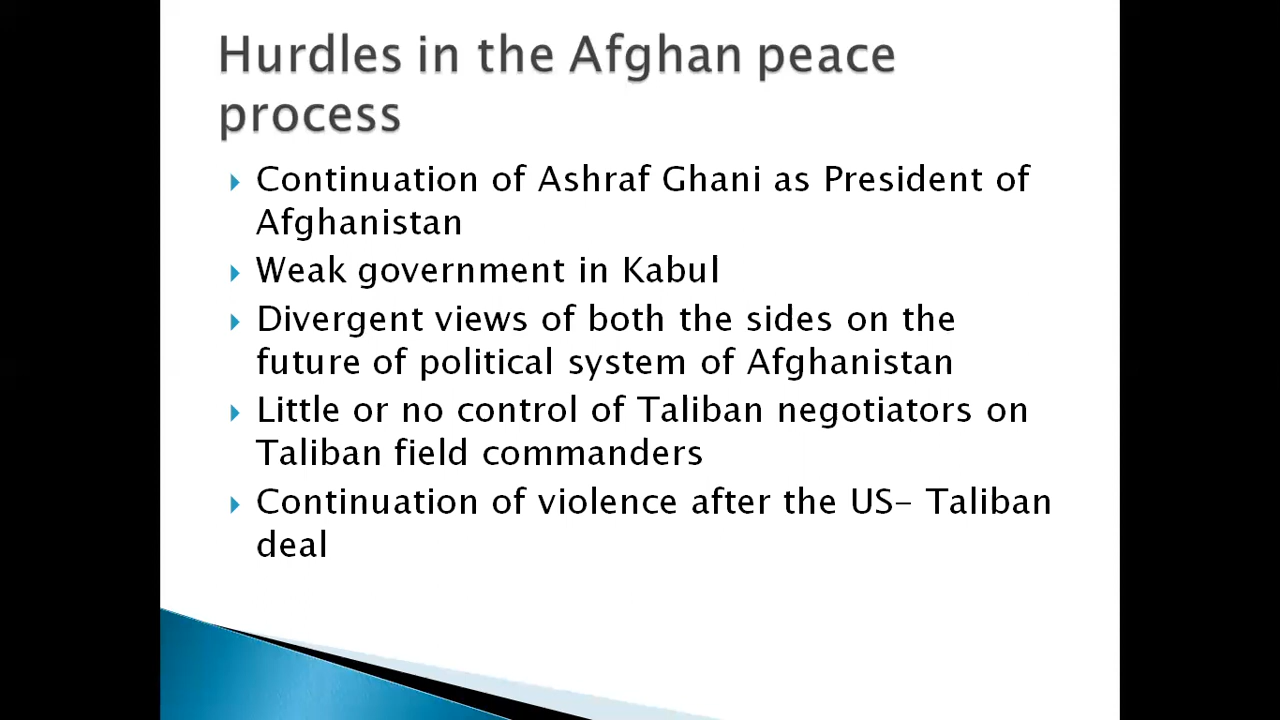 Hurdles in the Afghan peace
process
Continuation of Ashraf Ghani as President of
Afghanistan
Weak government in Kabul
Divergent views of both the sides on the
future of political system of Afghanistan
Little or no control of Taliban negotiators on
Taliban field commanders
Continuation of violence after the US- Taliban
deal